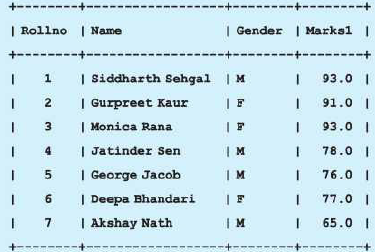 +--------+------------------+--------+--------+
| Rollno | Name | Gender | Marks1 |
+--------+------------------+--------+--------+
| 1 | Siddharth Sehgal | M | 93.0 |
| 2 | Gurpreet Kaur | F | 91.0 |
| 3 | Monica Rana | F | 93.0 |
| 4 | Jatinder Sen | M | 78.0 |
| 5 | George Jacob | M | 76.0 |
| 6 | Deepa Bhandari | F | 77.0 |
| 7 | Akshay Nath | M | 65.0 |
+--------+------------------+--------+--------+